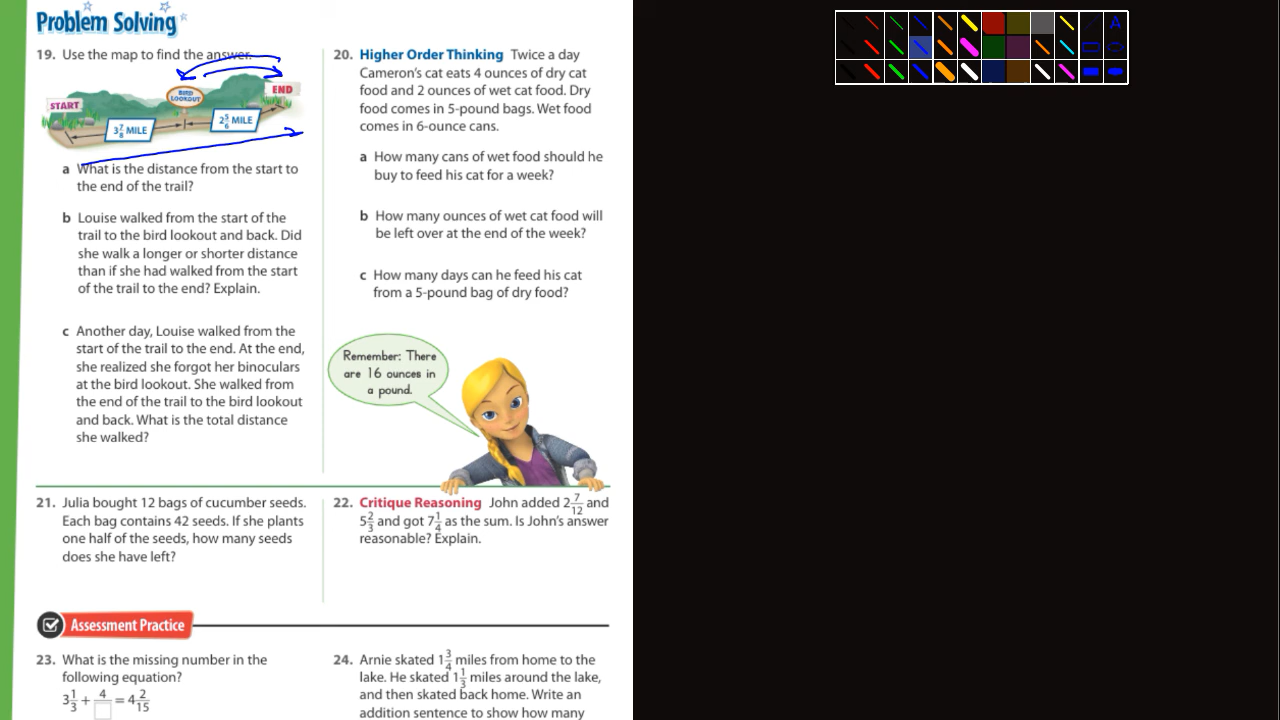 Problem Solving
19. Use the map to find the answer.
START
BIRD
LOOKOUT
END
3 7/8 MILE
2 5/6 MILE
a What is the distance from the start to
the end of the trail?
b Louise walked from the start of the
trail to the bird lookout and back. Did
she walk a longer or shorter distance
than if she had walked from the start
of the trail to the end? Explain.
c Another day, Louise walked from the
start of the trail to the end. At the end,
she realized she forgot her binoculars
at the bird lookout. She walked from
the end of the trail to the bird lookout
and back. What is the total distance
she walked?
20. Higher Order Thinking Twice a day
Cameron's cat eats 4 ounces of dry cat
food and 2 ounces of wet cat food. Dry
food comes in 5-pound bags. Wet food
comes in 6-ounce cans.
a How many cans of wet food should he
buy to feed his cat for a week?
b How many ounces of wet cat food will
be left over at the end of the week?
c How many days can he feed his cat
from a 5-pound bag of dry food?
Remember: There
are 16 ounces in
a pound.
21. Julia bought 12 bags of cucumber seeds.
Each bag contains 42 seeds. If she plants
one half of the seeds, how many seeds
does she have left?
22. Critique Reasoning John added 2 7/12 and
5 2/3 and got 7 1/4 as the sum. Is John's answer
reasonable? Explain.
Assessment Practice
23. What is the missing number in the
following equation?
3 1/3 + 4/□ = 4 2/15
24. Arnie skated 1 3/4 miles from home to the
lake. He skated 1 1/3 miles around the lake,
and then skated back home. Write an
addition sentence to show how many
A